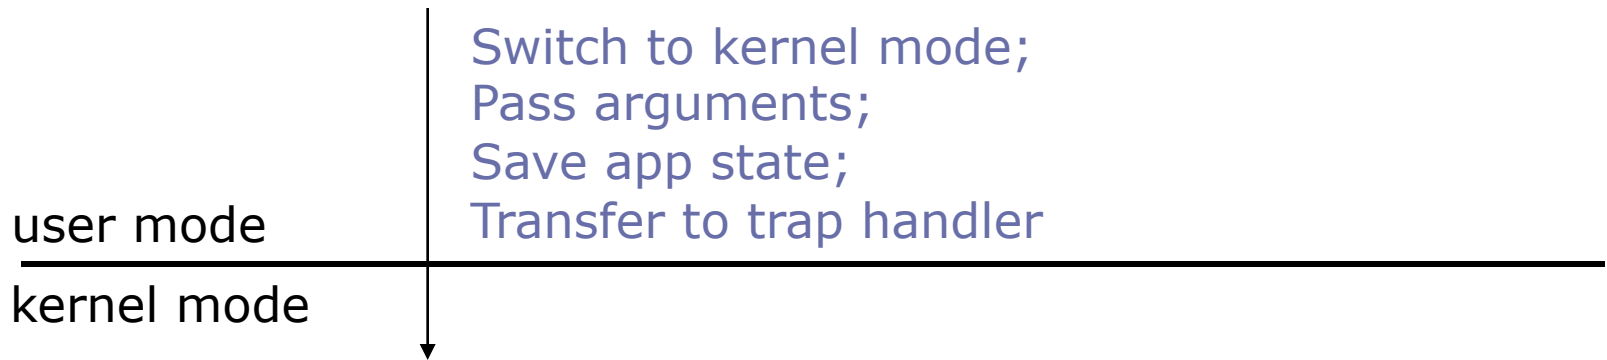 Switch to kernel mode;
Pass arguments;
Save app state;
Transfer to trap handler
user mode
kernel mode